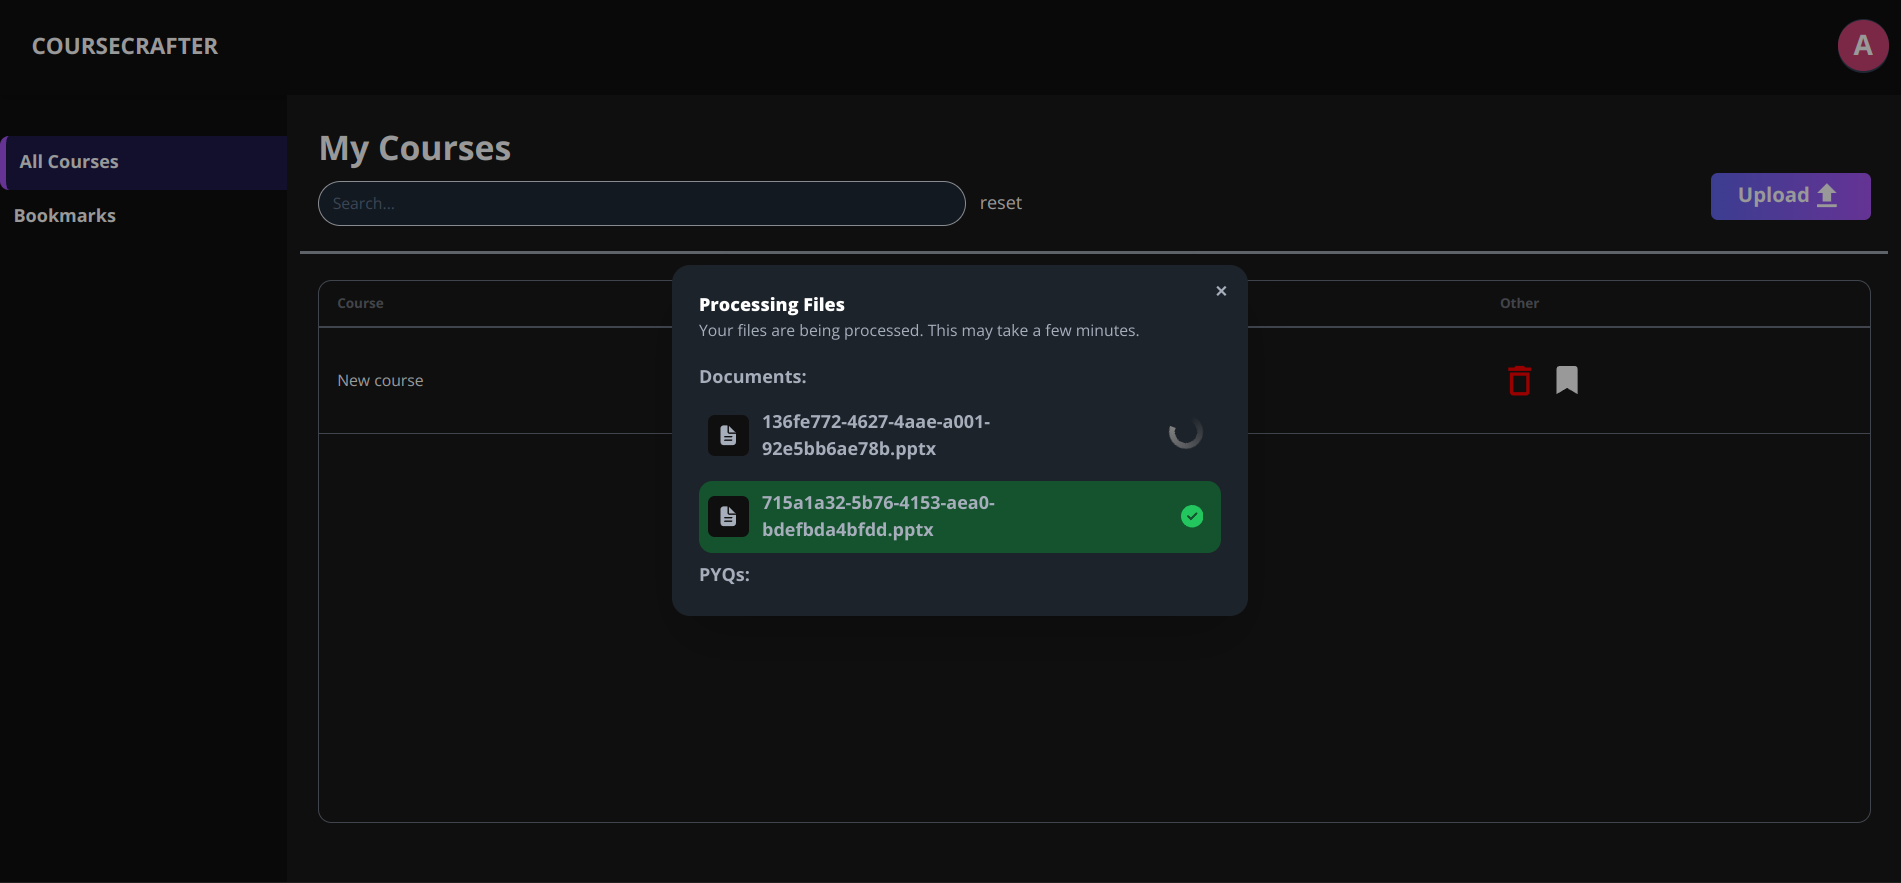 COURSECRAFTER
A
All Courses
Bookmarks
My Courses
Search...
reset
Upload
Course
Other
New course
Processing Files
Your files are being processed. This may take a few minutes.
Documents:
136fe772-4627-4aae-a001-
92e5bb6ae78b.pptx
715a1a32-5b76-4153-aea0-
bdefbda4bfdd.pptx
PYQs: